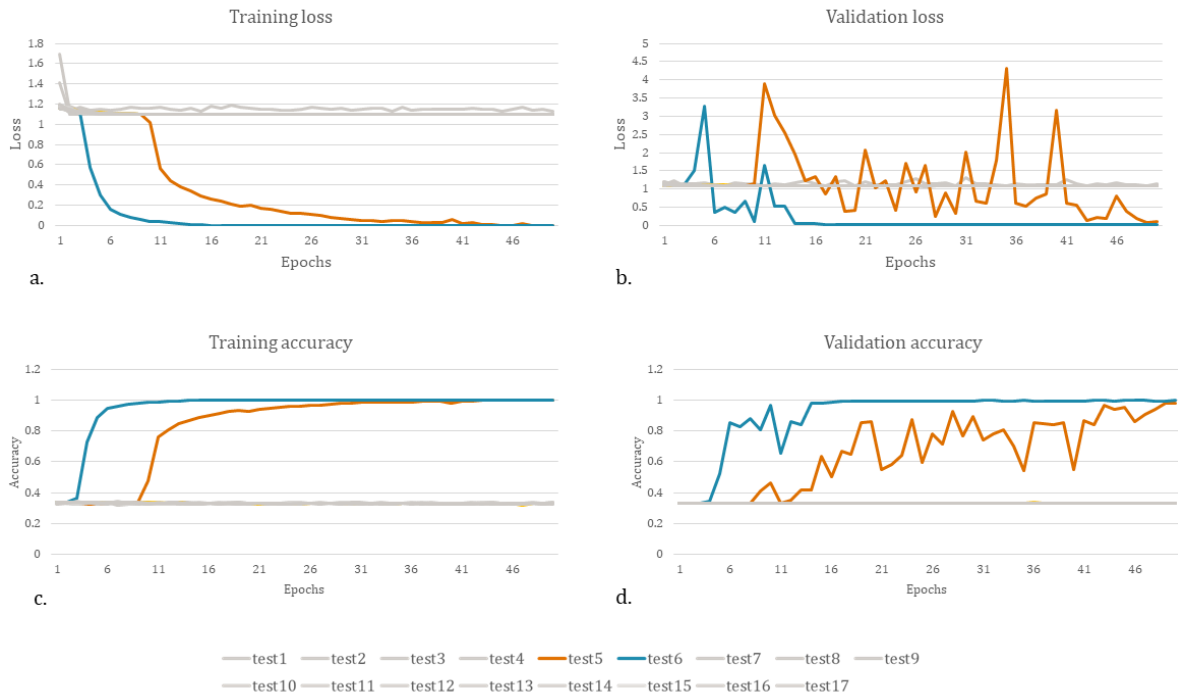 Training loss
1.8
1.6
1.4
1.2
1
0.8
0.6
0.4
0.2
0
Loss
1 6 11 16 21 26 31 36 41 46
Epochs
a.
Validation loss
5
4.5
4
3.5
3
2.5
2
1.5
1
0.5
0
Loss
1 6 11 16 21 26 31 36 41 46
Epochs
b.
Training accuracy
1.2
1
0.8
0.6
0.4
0.2
0
Accuracy
1 6 11 16 21 26 31 36 41 46
Epochs
c.
Validation accuracy
1.2
1
0.8
0.6
0.4
0.2
0
Accuracy
1 6 11 16 21 26 31 36 41 46
Epochs
d.
test1 test2 test3 test4 test5 test6 test7 test8 test9
test10 test11 test12 test13 test14 test15 test16 test17